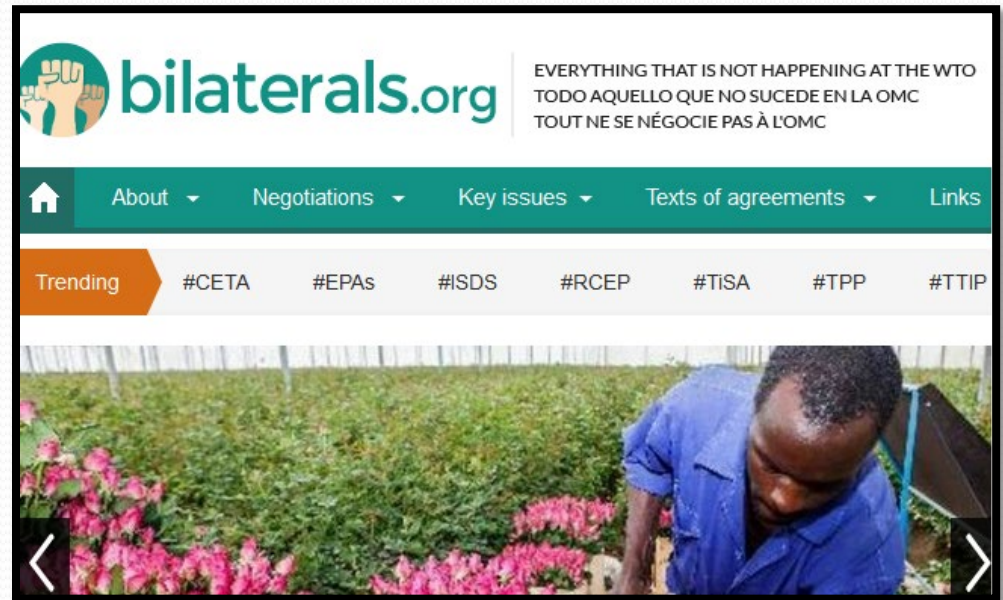 bilaterals.org
EVERYTHING THAT IS NOT HAPPENING AT THE WTO
TODO AQUELLO QUE NO SUCEDE EN LA OMC
TOUT NE SE NÉGOCIE PAS À L'OMC
About Negotiations Key issues Texts of agreements Links
Trending #CETA #EPAs #ISDS #RCEP #TiSA #TPP #TTIP